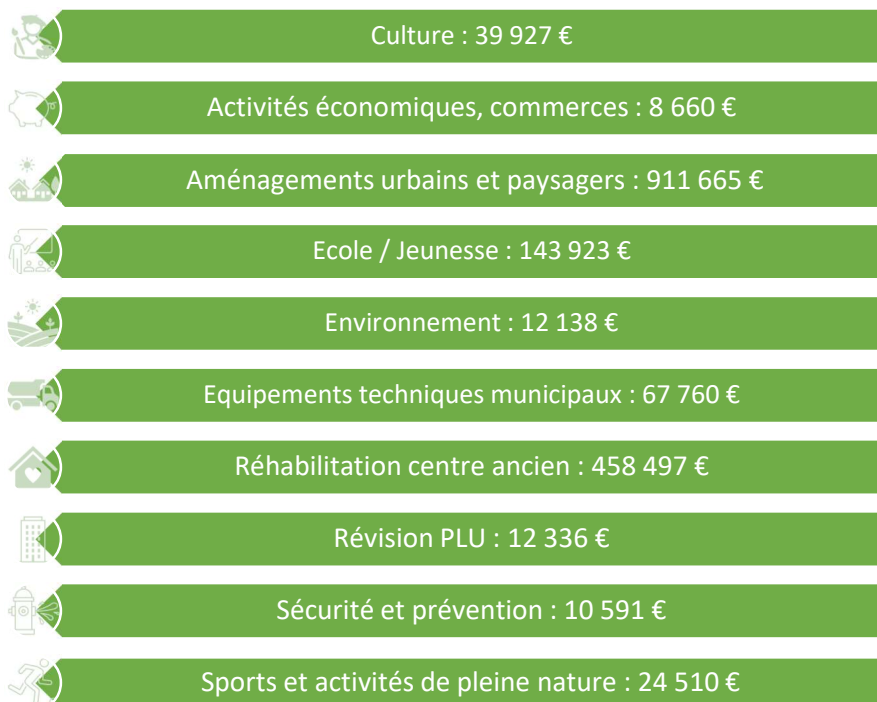 Culture : 39 927 €
Activités économiques, commerces : 8 660 €
Aménagements urbains et paysagers : 911 665 €
Ecole / Jeunesse : 143 923 €
Environnement : 12 138 €
Equipements techniques municipaux : 67 760 €
Réhabilitation centre ancien : 458 497 €
Révision PLU : 12 336 €
Sécurité et prévention : 10 591 €
Sports et activités de pleine nature : 24 510 €